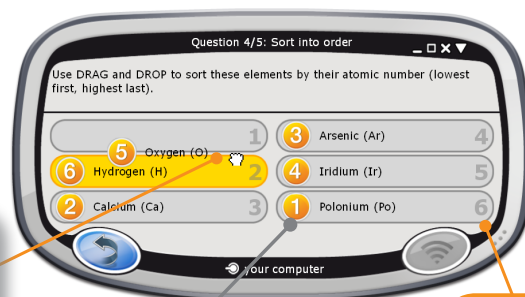 Question 4/5: Sort into order
Use DRAG and DROP to sort these elements by their atomic number (lowest
first, highest last).
1
5 Oxygen (O)
6 Hydrogen (H) 2
2 Calcium (Ca) 3
3 Arsenic (Ar) 4
4 Iridium (Ir) 5
1 Polonium (Po) 6
your computer